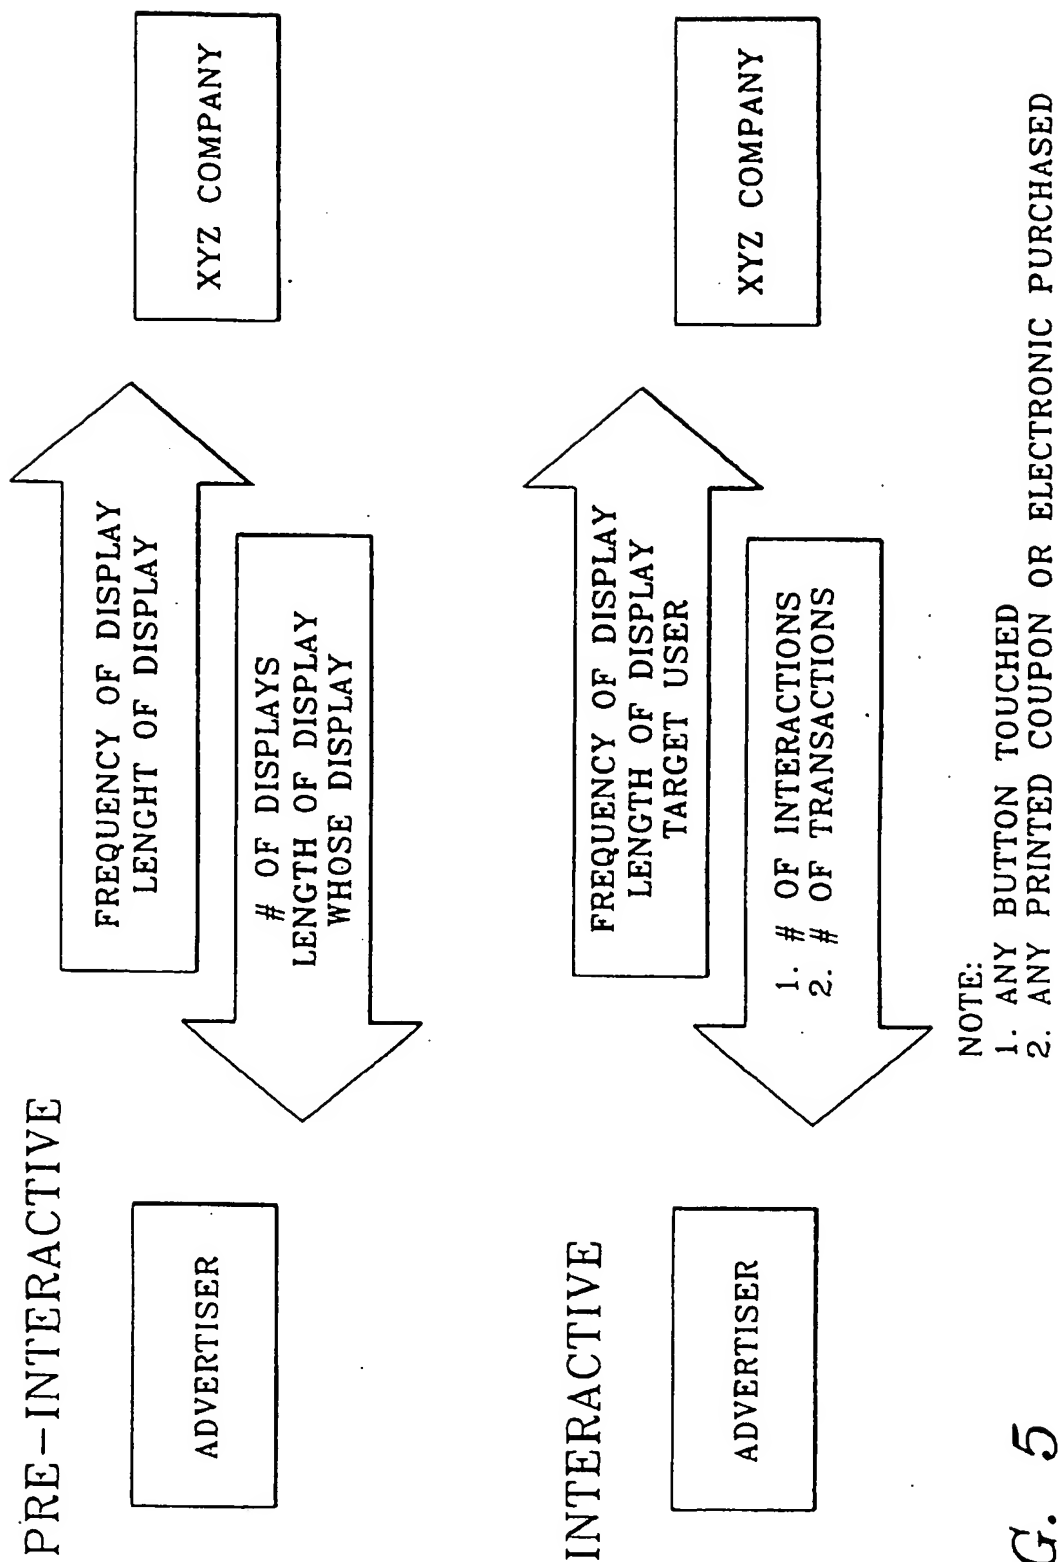 PRE-INTERACTIVE
ADVERTISER
FREQUENCY OF DISPLAY
LENGHT OF DISPLAY
# OF DISPLAYS
LENGTH OF DISPLAY
WHOSE DISPLAY
XYZ COMPANY
INTERACTIVE
ADVERTISER
FREQUENCY OF DISPLAY
LENGTH OF DISPLAY
TARGET USER
1. # OF INTERACTIONS
2. # OF TRANSACTIONS
XYZ COMPANY
NOTE:
1. ANY BUTTON TOUCHED
2. ANY PRINTED COUPON OR ELECTRONIC PURCHASED
G. 5